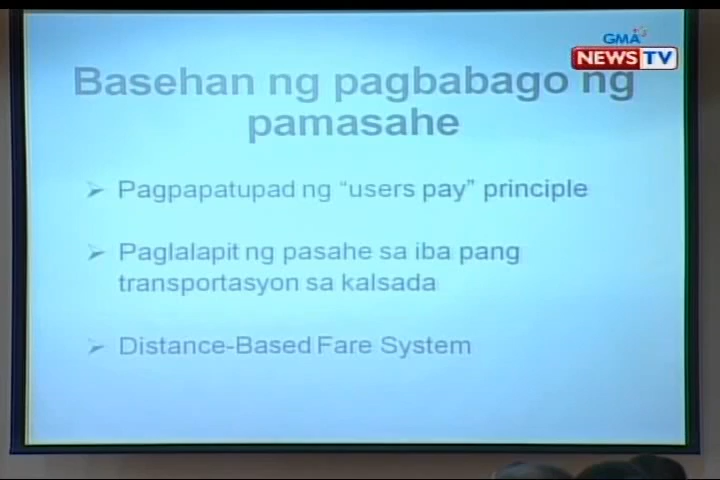 GMA
NEWS TV
Basehan ng pagbabago ng
pamasahe
Pagpapatupad ng “users pay” principle
Paglalapit ng pasahe sa iba pang
transportasyon sa kalsada
Distance-Based Fare System